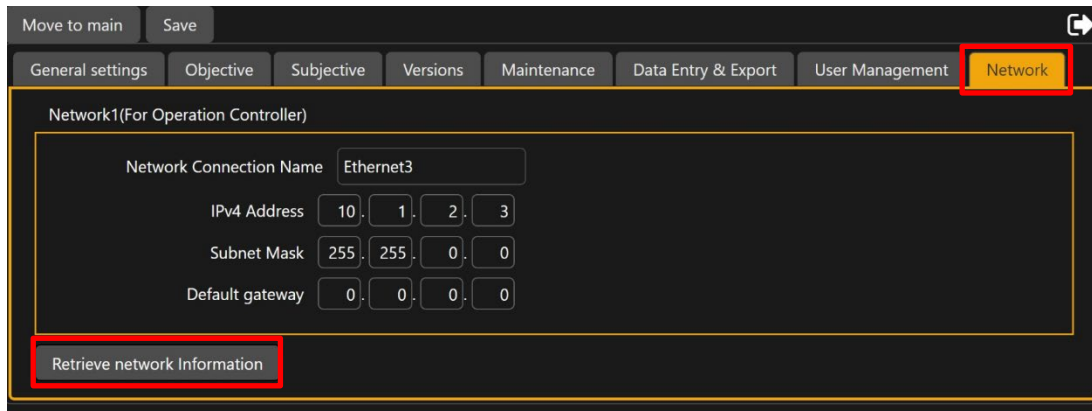 Move to main Save
General settings Objective Subjective Versions Maintenance Data Entry & Export User Management Network
Network1(For Operation Controller)
Network Connection Name Ethernet3
IPv4 Address 10. 1. 2. 3
Subnet Mask 255. 255. 0. 0
Default gateway 0. 0. 0. 0
Retrieve network Information